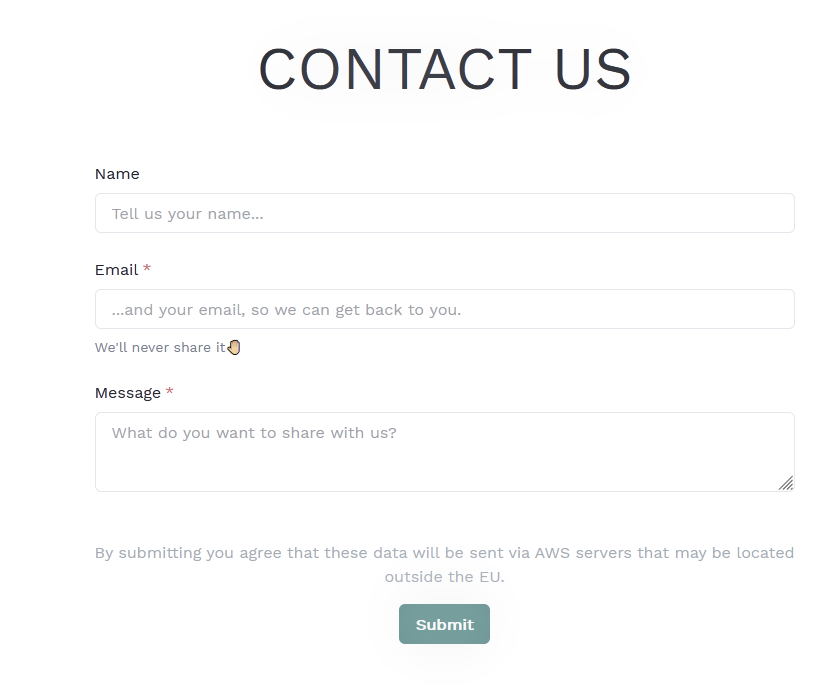 CONTACT US
Name
Tell us your name...
Email *
...and your email, so we can get back to you.
We'll never share it🤚🏼
Message *
What do you want to share with us?
By submitting you agree that these data will be sent via AWS servers that may be located
outside the EU.
Submit